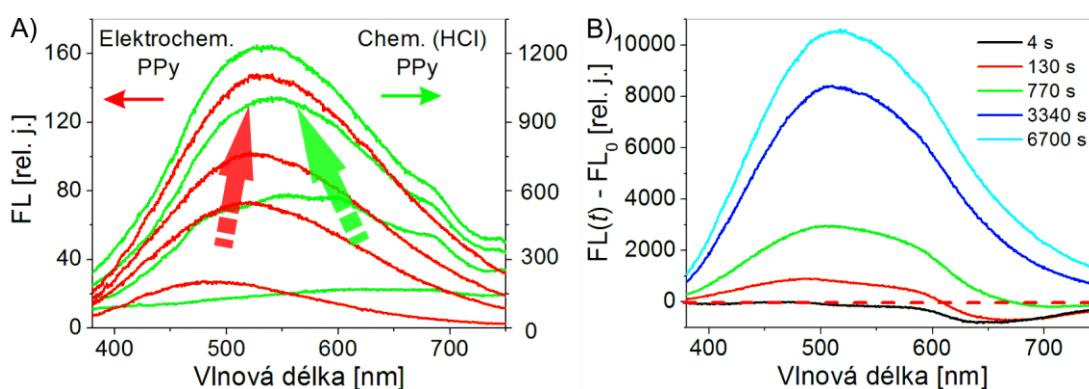 A)
Elektrochem.
PPy
Chem. (HCl)
PPy
160
120
80
40
0
1200
900
600
300
0
FL [rel. j.]
400
500
600
700
Vlnová délka [nm]
B)
10000
8000
6000
4000
2000
0
FL(t) - FL0 [rel. j.]
4 s
130 s
770 s
3340 s
6700 s
400
500
600
700
Vlnová délka [nm]